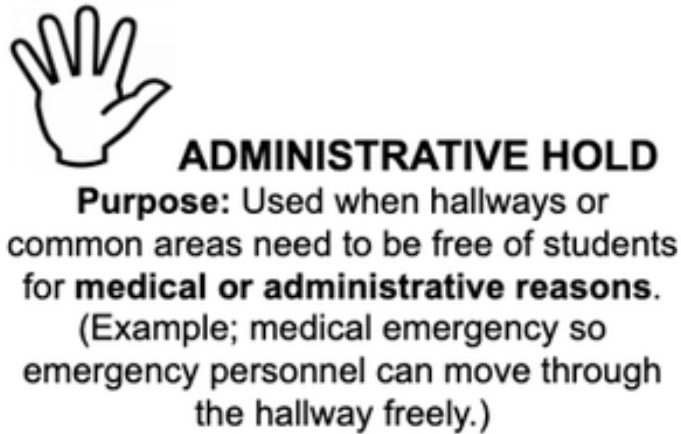 ADMINISTRATIVE HOLD
Purpose: Used when hallways or
common areas need to be free of students
for medical or administrative reasons.
(Example; medical emergency so
emergency personnel can move through
the hallway freely.)